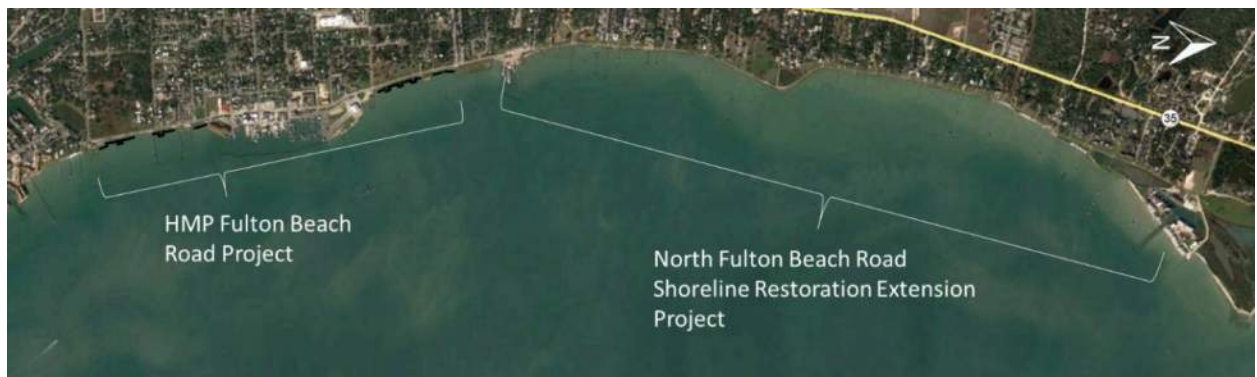 N
35
HMP Fulton Beach
Road Project
North Fulton Beach Road
Shoreline Restoration Extension
Project